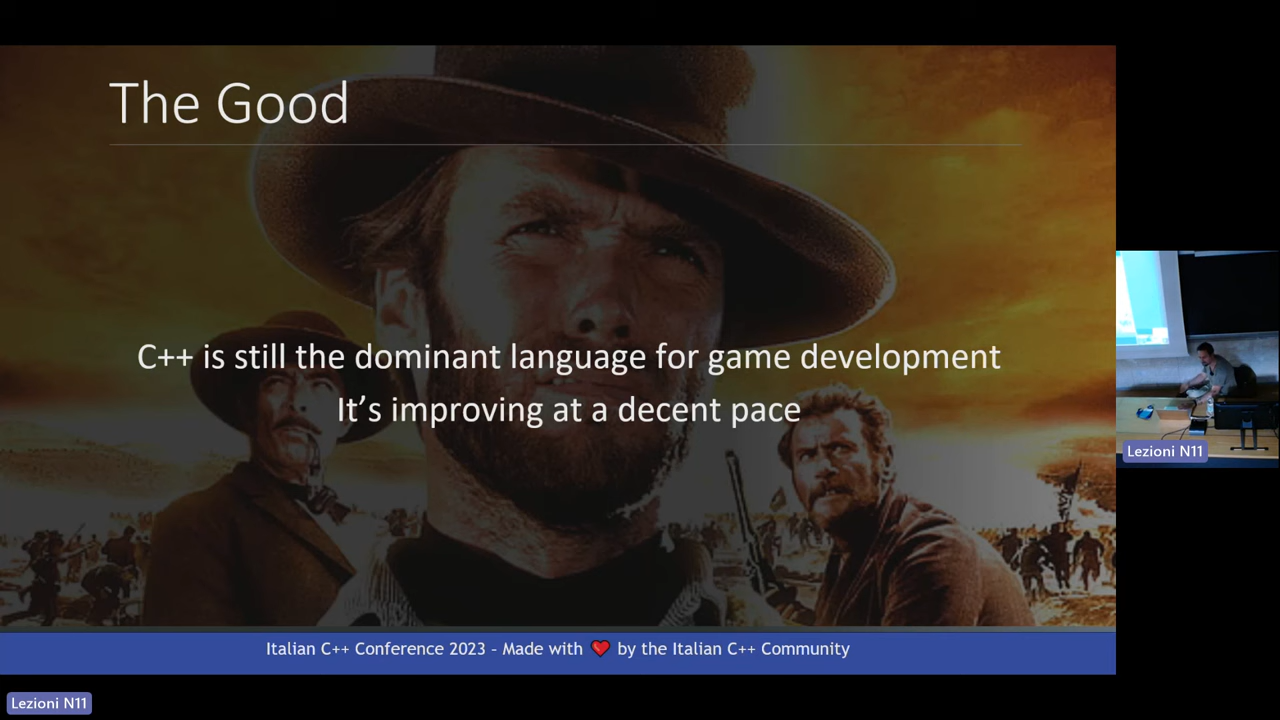 The Good
C++ is still the dominant language for game development
It’s improving at a decent pace
Italian C++ Conference 2023 - Made with ❤ by the Italian C++ Community
Lezioni N11
Lezioni N11